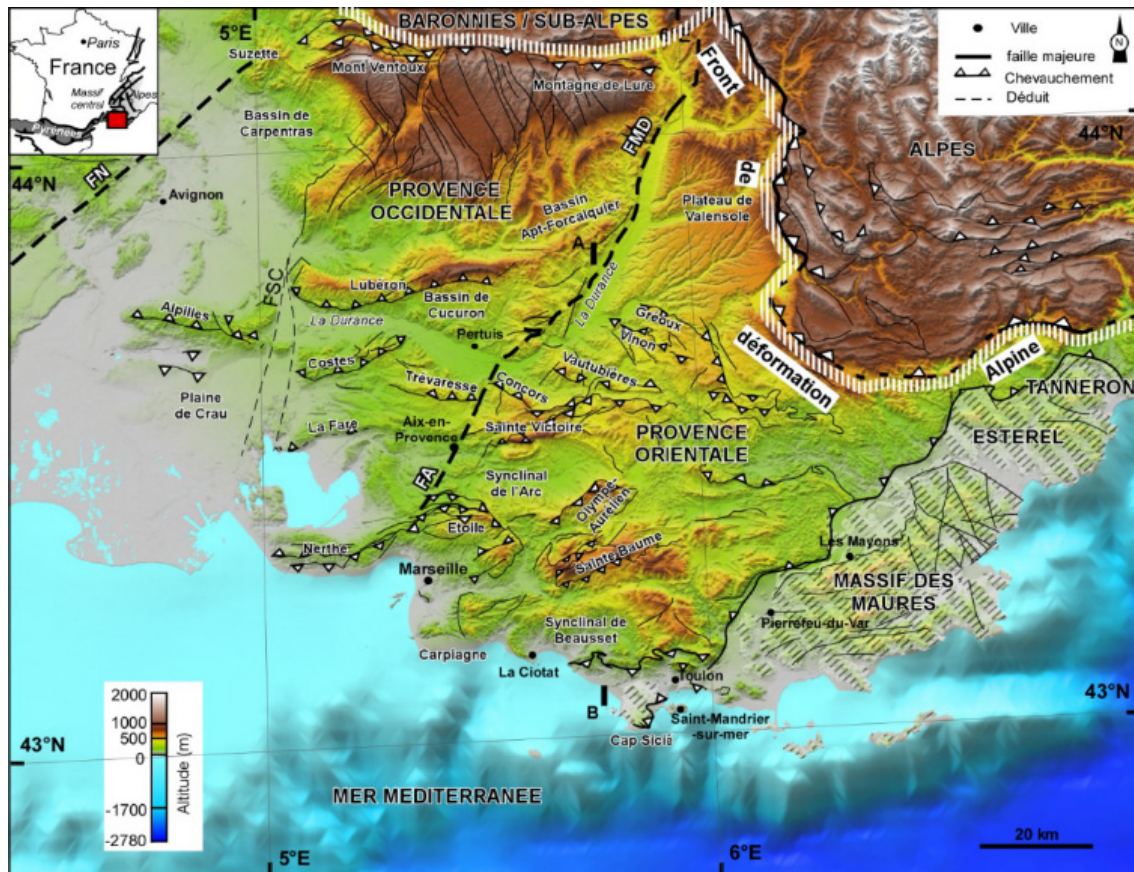 BARONNIES / SUB-ALPES
5°E
Paris
France
Massif
central
Alpes
Pyrénées
Suzette
Mont Ventoux
Montagne de Lure
Front
Ville
faille majeure
Chevauchement
Déduit
N
Bassin de
Carpentras
FMD
44°N
ALPES
44°N
FN
Avignon
PROVENCE
OCCIDENTALE
Bassin
Apt-Forcalquier
de
Plateau de
Valensole
A
FSC
Lubéron
Bassin de
Cucuron
La Durance
La Durance
Alpilles
Pertuis
Gréoux
Vinon
déformation
Alpine
Costes
Vautubières
Trévaresse
Concors
TANNERON
Plaine
de Crau
La Fare
Aix-en-
Provence
Sainte Victoire
PROVENCE
ORIENTALE
ESTEREL
FA
Synclinal
de l'Arc
Olympe-
Aurélien
Etoile
Nerthe
Sainte Baume
Les Mayons
Marseille
MASSIF DES
MAURES
Pierrefeu-du-Var
Synclinal de
Beausset
Carpiagne
La Ciotat
Toulon
B
Saint-Mandrier
-sur-mer
43°N
Cap Sicié
43°N
2000
1000
500
0
-1700
-2780
Altitude (m)
MER MEDITERRANEE
20 km
5°E
6°E